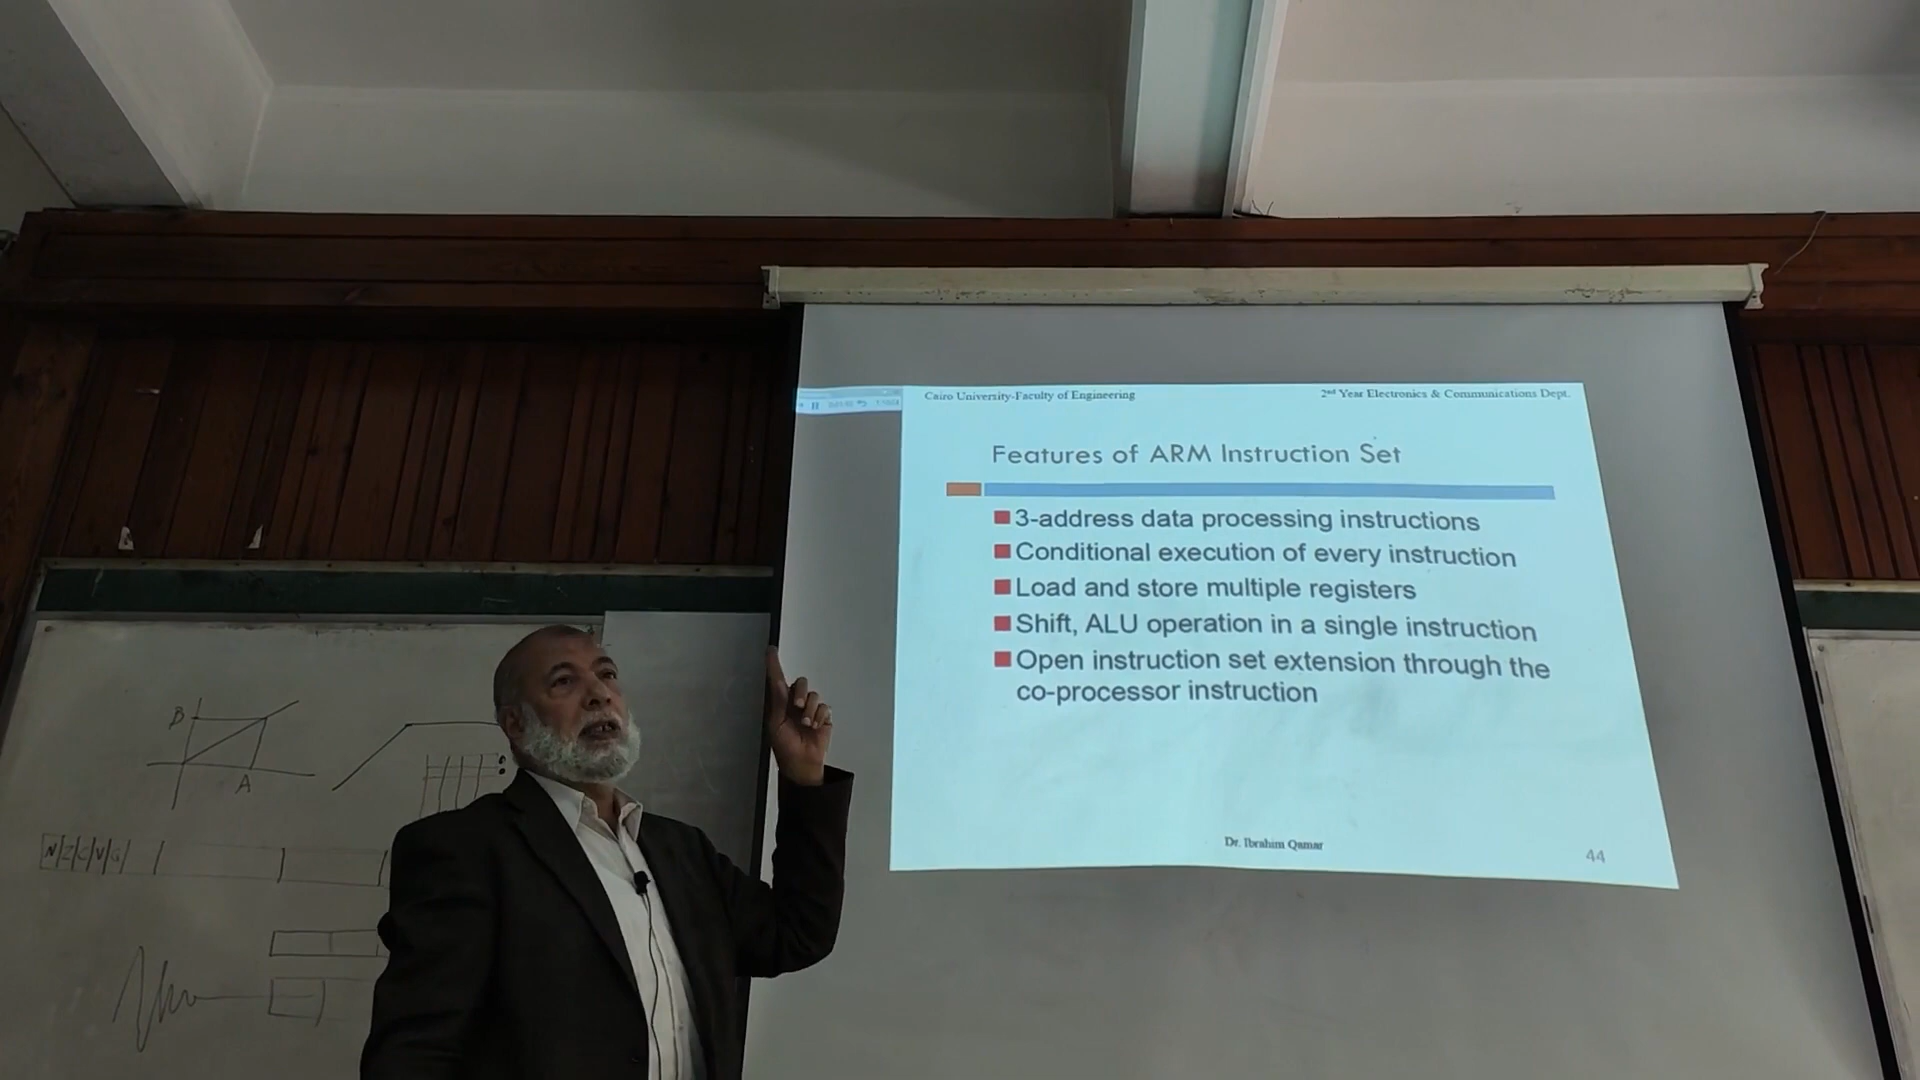 Cairo University-Faculty of Engineering
2nd Year Electronics & Communications Dept.
Features of ARM Instruction Set
3-address data processing instructions
Conditional execution of every instruction
Load and store multiple registers
Shift, ALU operation in a single instruction
Open instruction set extension through the
co-processor instruction
Dr. Ibrahim Qamar
44
B
A
N Z C V